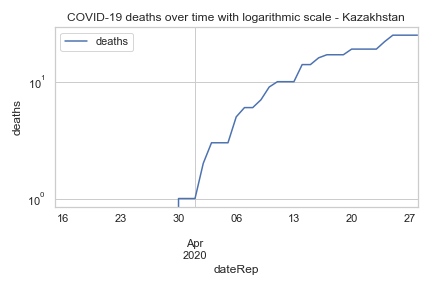 COVID-19 deaths over time with logarithmic scale - Kazakhstan
deaths
10¹
10⁰
deaths
16 23 30 06 13 20 27
Apr
2020
dateRep